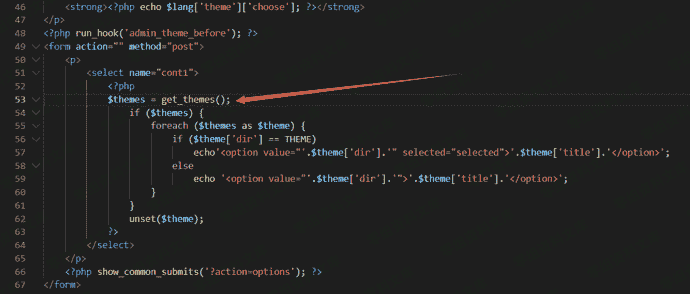 46 <strong><?php echo $lang['theme']['choose']; ?></strong>
47 </p>
48 <?php run_hook('admin_theme_before'); ?>
49 <form action="" method="post">
50 <p>
51 <select name="cont1">
52 <?php
53 $themes = get_themes();
54 if ($themes) {
55 foreach ($themes as $theme) {
56 if ($theme['dir'] == THEME)
57 echo'<option value="'.$theme['dir'].'" selected="selected">'.$theme['title'].'</option>';
58 else
59 echo '<option value="'.$theme['dir'].'">'.$theme['title'].'</option>';
60 }
61 }
62 unset($theme);
63 ?>
64 </select>
65 </p>
66 <?php show_common_submits('?action=options'); ?>
67 </form>